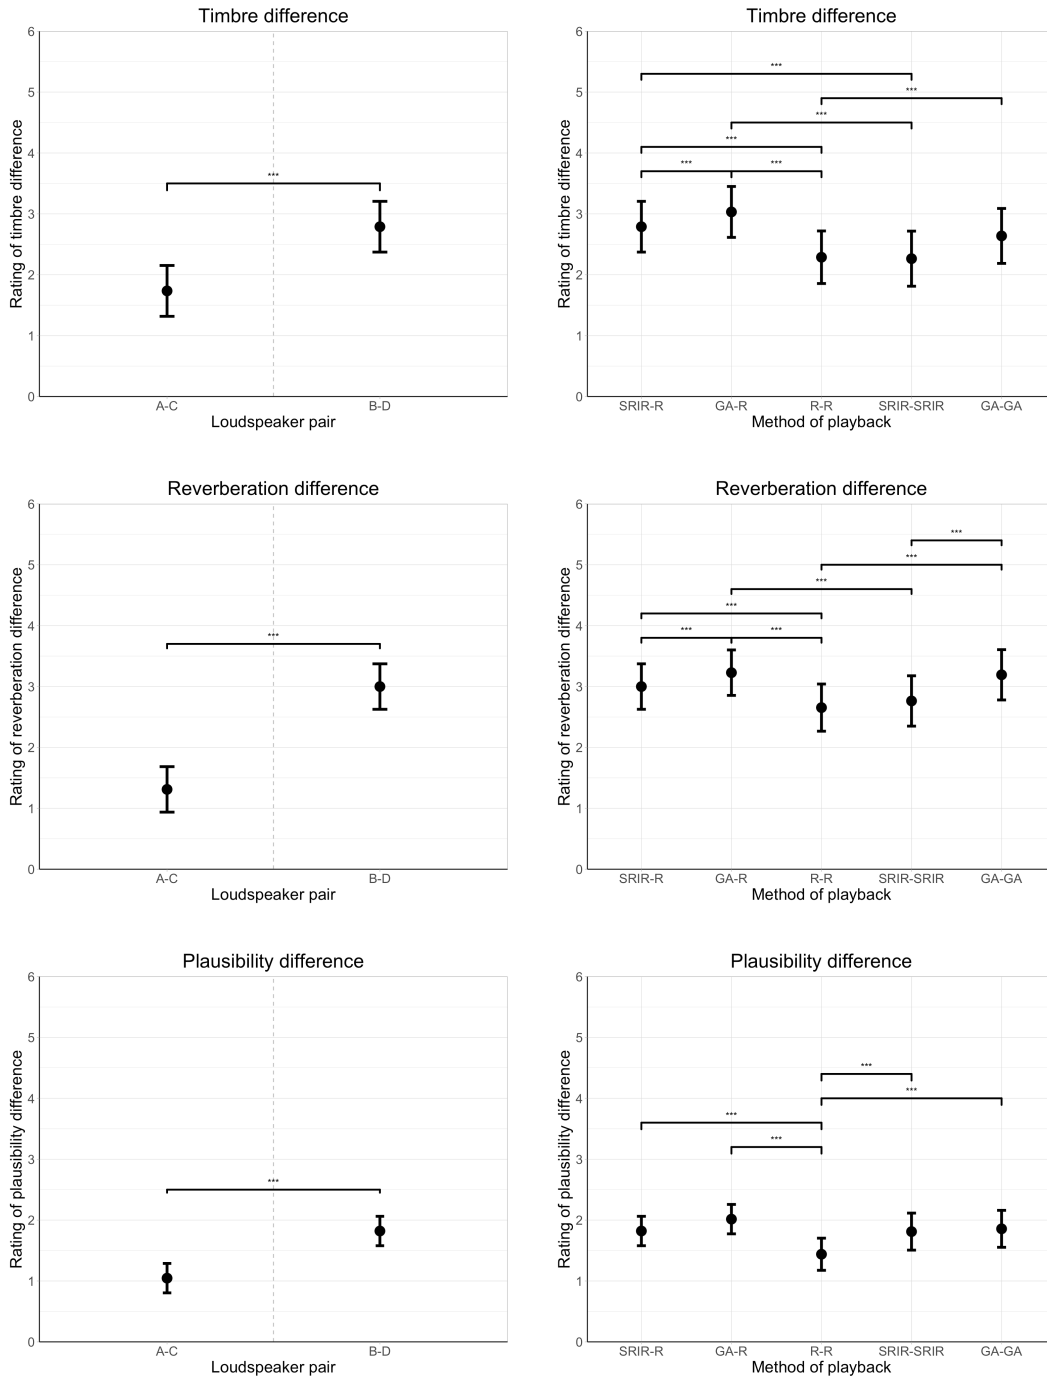 Timbre difference
Rating of timbre difference
6
5
4
3
2
1
0
***
A-C
B-D
Loudspeaker pair
Timbre difference
Rating of timbre difference
6
5
4
3
2
1
0
***
***
***
***
***
***
SRIR-R
GA-R
R-R
SRIR-SRIR
GA-GA
Method of playback
Reverberation difference
Rating of reverberation difference
6
5
4
3
2
1
0
***
A-C
B-D
Loudspeaker pair
Reverberation difference
Rating of reverberation difference
6
5
4
3
2
1
0
***
***
***
***
***
***
SRIR-R
GA-R
R-R
SRIR-SRIR
GA-GA
Method of playback
Plausibility difference
Rating of plausibility difference
6
5
4
3
2
1
0
***
A-C
B-D
Loudspeaker pair
Plausibility difference
Rating of plausibility difference
6
5
4
3
2
1
0
***
***
***
***
SRIR-R
GA-R
R-R
SRIR-SRIR
GA-GA
Method of playback